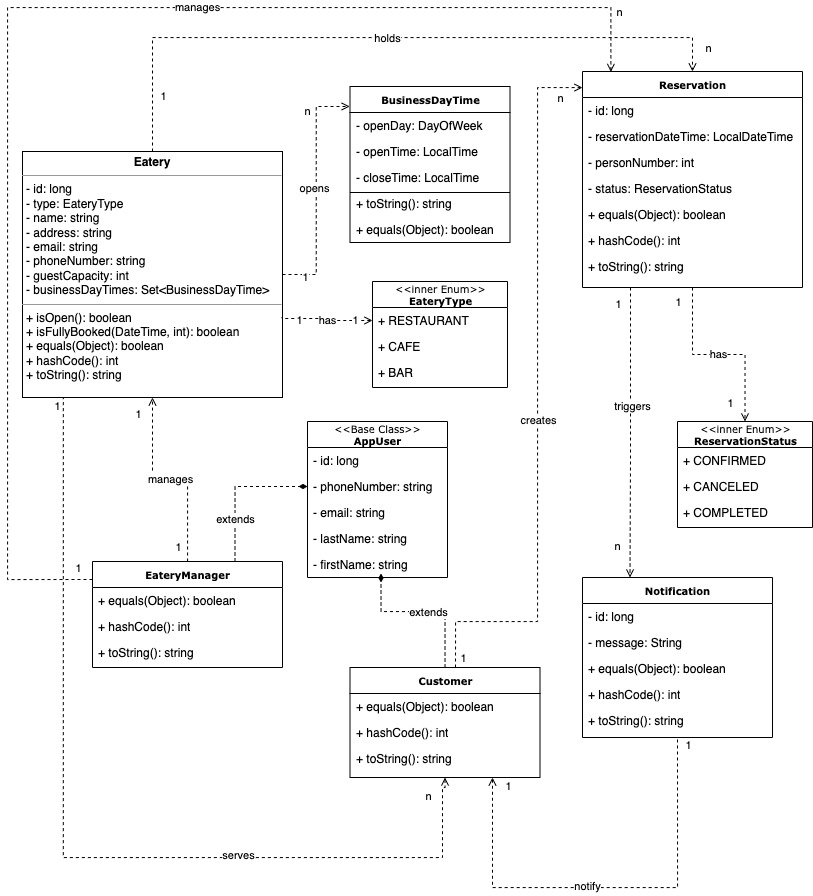 manages
n
holds
n
1
Eatery
- id: long
- type: EateryType
- name: string
- address: string
- email: string
- phoneNumber: string
- guestCapacity: int
- businessDayTimes: Set<BusinessDayTime>
+ isOpen(): boolean
+ isFullyBooked(DateTime, int): boolean
+ equals(Object): boolean
+ hashCode(): int
+ toString(): string
n
opens
1
BusinessDayTime
- openDay: DayOfWeek
- openTime: LocalTime
- closeTime: LocalTime
+ toString(): string
+ equals(Object): boolean
1
has
1
<<inner Enum>>
EateryType
+ RESTAURANT
+ CAFE
+ BAR
n
Reservation
- id: long
- reservationDateTime: LocalDateTime
- personNumber: int
- status: ReservationStatus
+ equals(Object): boolean
+ hashCode(): int
+ toString(): string
1
1
has
1
triggers
n
creates
<<inner Enum>>
ReservationStatus
+ CONFIRMED
+ CANCELED
+ COMPLETED
1
1
manages
1
1
extends
<<Base Class>>
AppUser
- id: long
- phoneNumber: string
- email: string
- lastName: string
- firstName: string
EateryManager
+ equals(Object): boolean
+ hashCode(): int
+ toString(): string
extends
1
Customer
+ equals(Object): boolean
+ hashCode(): int
+ toString(): string
Notification
- id: long
- message: String
+ equals(Object): boolean
+ hashCode(): int
+ toString(): string
1
n
1
serves
notify